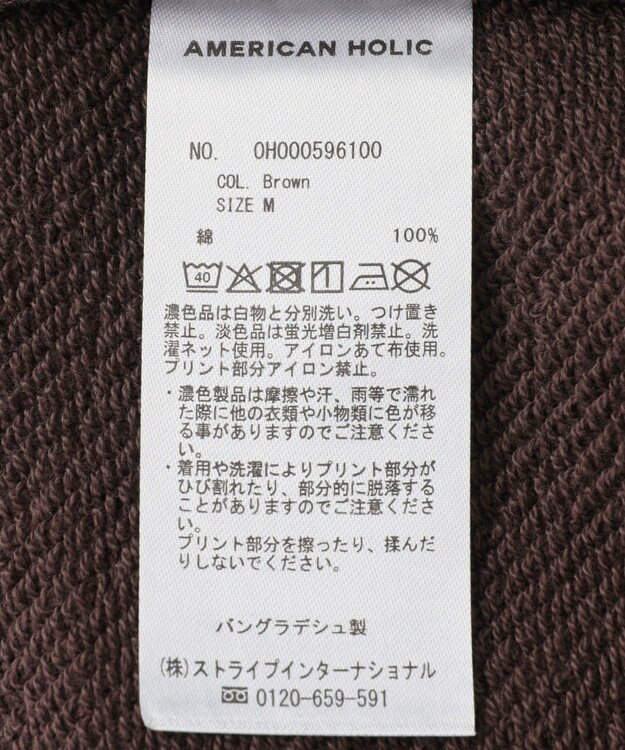 AMERICAN HOLIC
NO. OH000596100
COL. Brown
SIZE M
綿 100%
40
濃色品は白物と分別洗い。つけ置き
禁止。淡色品は蛍光増白剤禁止。洗
濯ネット使用。アイロンあて布使用。
プリント部分アイロン禁止。
・濃色製品は摩擦や汗、雨等で濡れ
た際に他の衣類や小物類に色が移
る事がありますのでご注意くださ
い。
・着用や洗濯によりプリント部分が
ひび割れたり、部分的に脱落する
ことがありますのでご注意くださ
い。
プリント部分を擦ったり、揉んだ
りしないでください。
バングラデシュ製
(株)ストライプインターナショナル
0120-659-591